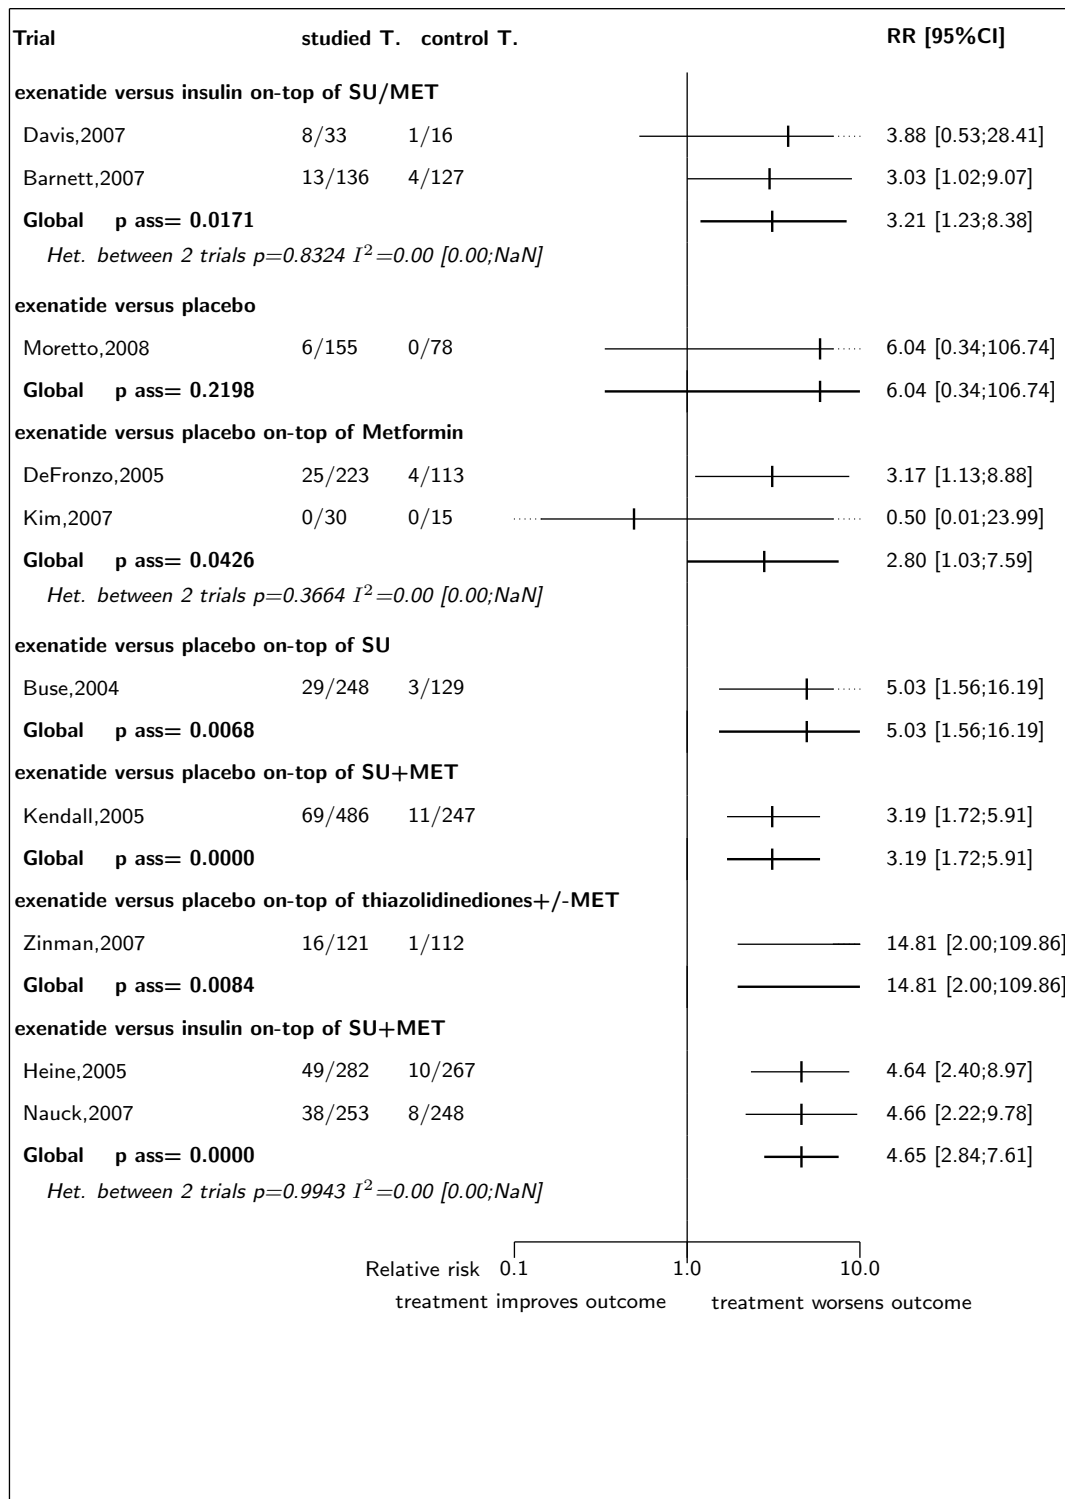 Trial studied T. control T. RR [95%CI]
exenatide versus insulin on-top of SU/MET
Davis,2007 8/33 1/16 3.88 [0.53;28.41]
Barnett,2007 13/136 4/127 3.03 [1.02;9.07]
Global p ass= 0.0171 3.21 [1.23;8.38]
Het. between 2 trials p=0.8324 I²=0.00 [0.00;NaN]
exenatide versus placebo
Moretto,2008 6/155 0/78 6.04 [0.34;106.74]
Global p ass= 0.2198 6.04 [0.34;106.74]
exenatide versus placebo on-top of Metformin
DeFronzo,2005 25/223 4/113 3.17 [1.13;8.88]
Kim,2007 0/30 0/15 0.50 [0.01;23.99]
Global p ass= 0.0426 2.80 [1.03;7.59]
Het. between 2 trials p=0.3664 I²=0.00 [0.00;NaN]
exenatide versus placebo on-top of SU
Buse,2004 29/248 3/129 5.03 [1.56;16.19]
Global p ass= 0.0068 5.03 [1.56;16.19]
exenatide versus placebo on-top of SU+MET
Kendall,2005 69/486 11/247 3.19 [1.72;5.91]
Global p ass= 0.0000 3.19 [1.72;5.91]
exenatide versus placebo on-top of thiazolidinediones+/-MET
Zinman,2007 16/121 1/112 14.81 [2.00;109.86]
Global p ass= 0.0084 14.81 [2.00;109.86]
exenatide versus insulin on-top of SU+MET
Heine,2005 49/282 10/267 4.64 [2.40;8.97]
Nauck,2007 38/253 8/248 4.66 [2.22;9.78]
Global p ass= 0.0000 4.65 [2.84;7.61]
Het. between 2 trials p=0.9943 I²=0.00 [0.00;NaN]
Relative risk 0.1 1.0 10.0
treatment improves outcome treatment worsens outcome